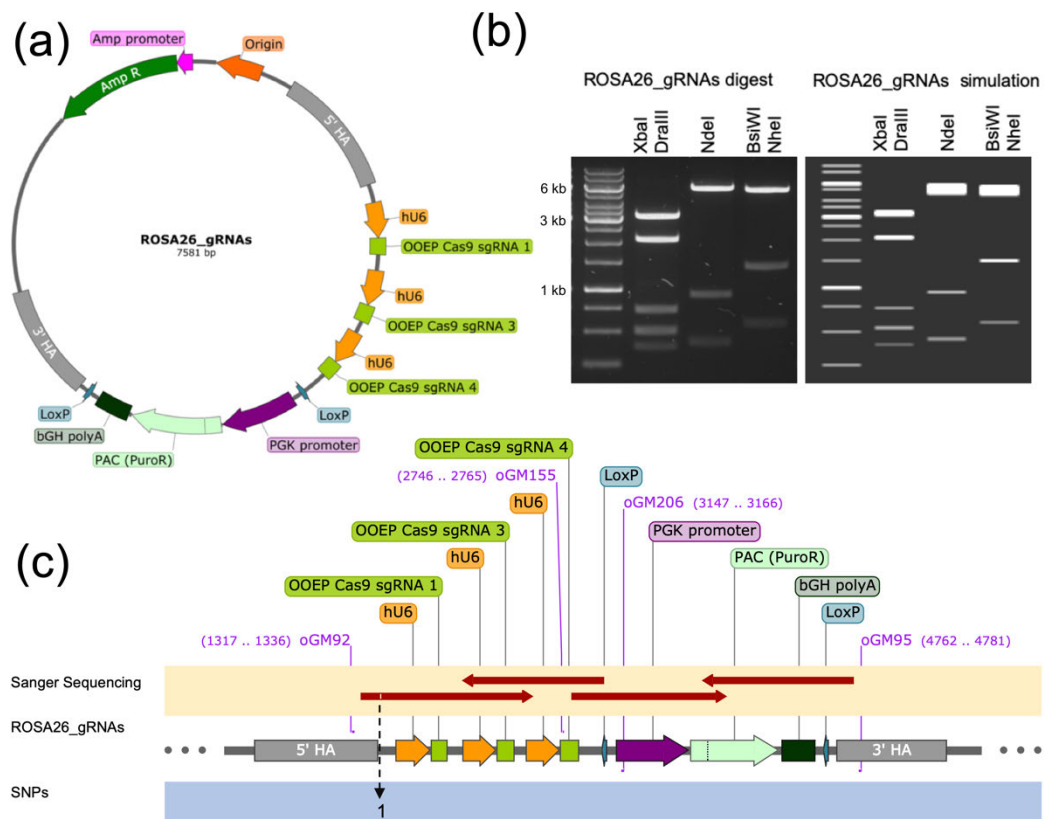 (a)
Amp promoter
Origin
Amp R
5' HA
hU6
OOEP Cas9 sgRNA 1
hU6
OOEP Cas9 sgRNA 3
hU6
OOEP Cas9 sgRNA 4
LoxP
PGK promoter
PAC (PuroR)
bGH polyA
LoxP
3' HA
ROSA26_gRNAs
7581 bp
(b)
ROSA26_gRNAs digest
XbaI
DraIII
NdeI
BsiWI
NheI
6 kb
3 kb
1 kb
ROSA26_gRNAs simulation
XbaI
DraIII
NdeI
BsiWI
NheI
(c)
OOEP Cas9 sgRNA 4
(2746 .. 2765) oGM155
LoxP
hU6
oGM206 (3147 .. 3166)
OOEP Cas9 sgRNA 3
PGK promoter
hU6
PAC (PuroR)
OOEP Cas9 sgRNA 1
bGH polyA
hU6
LoxP
(1317 .. 1336) oGM92
oGM95 (4762 .. 4781)
Sanger Sequencing
ROSA26_gRNAs
5' HA
3' HA
SNPs
1